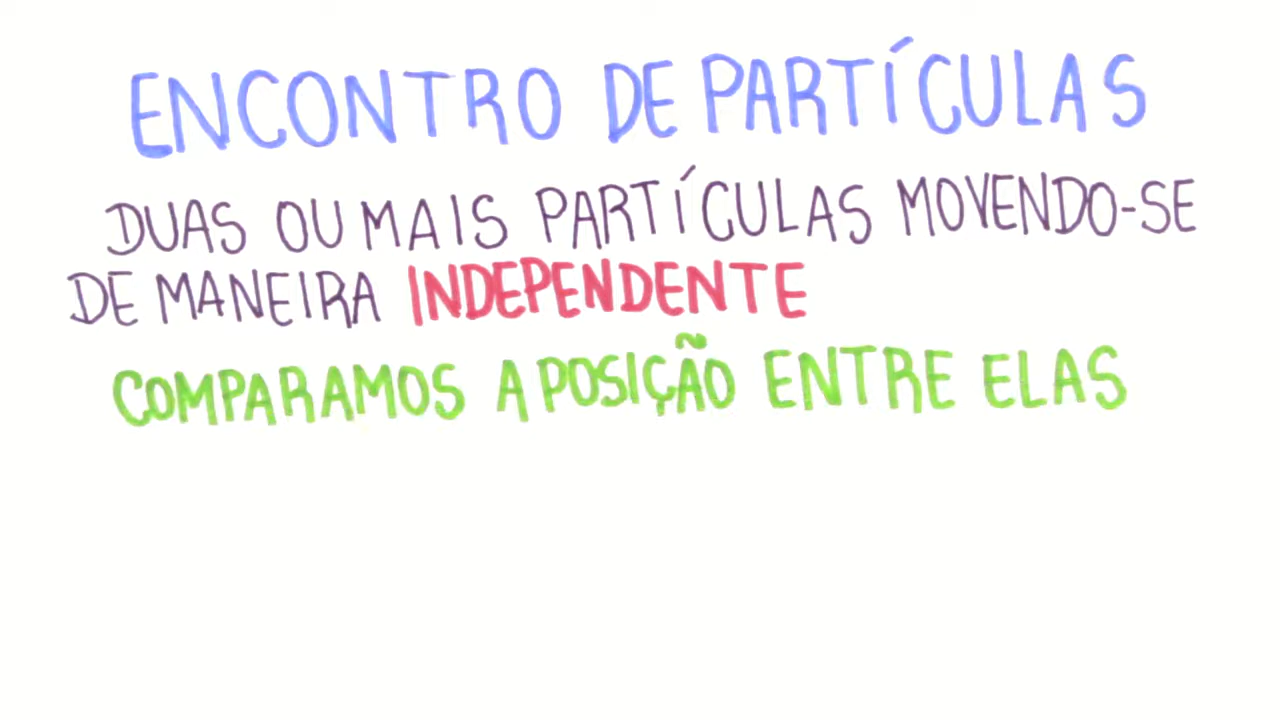 ENCONTRO DE PARTÍCULAS
DUAS OU MAIS PARTÍCULAS MOVENDO-SE
DE MANEIRA INDEPENDENTE
COMPARAMOS A POSIÇÃO ENTRE ELAS